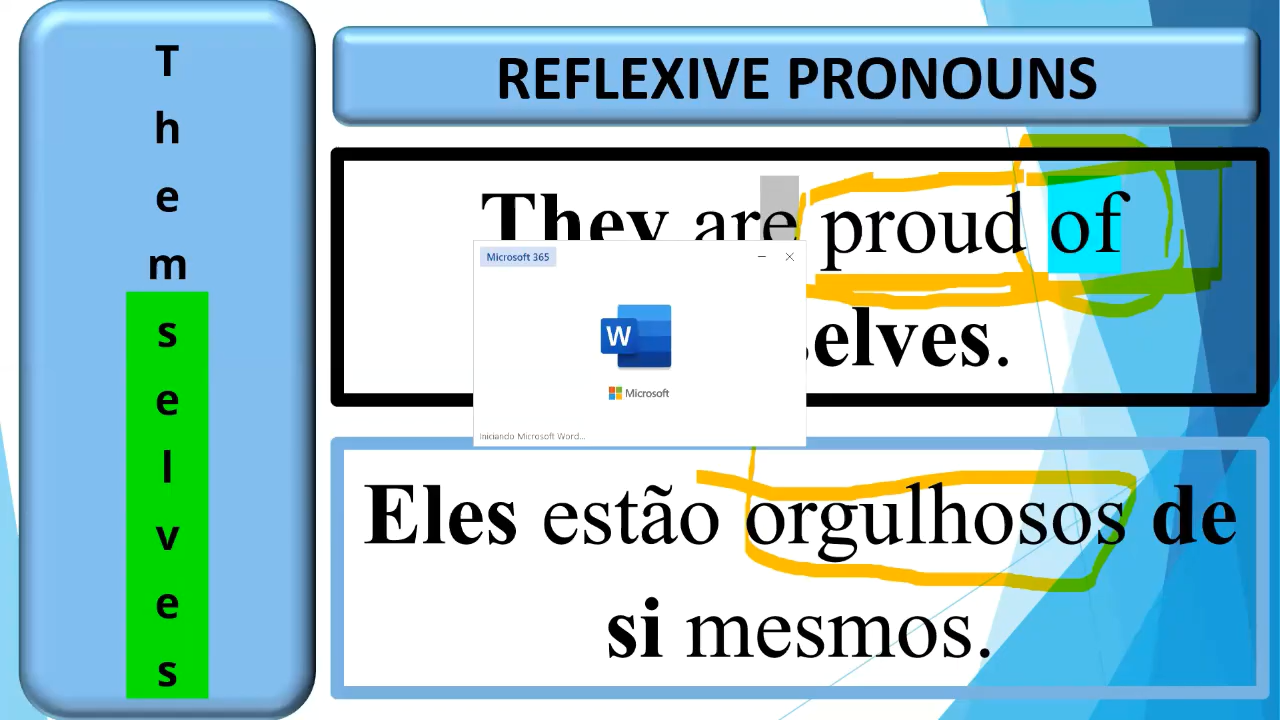 Themselves
REFLEXIVE PRONOUNS
They are proud of
selves.
Microsoft 365
W
Microsoft
Iniciando Microsoft Word...
Eles estão orgulhosos de
si mesmos.